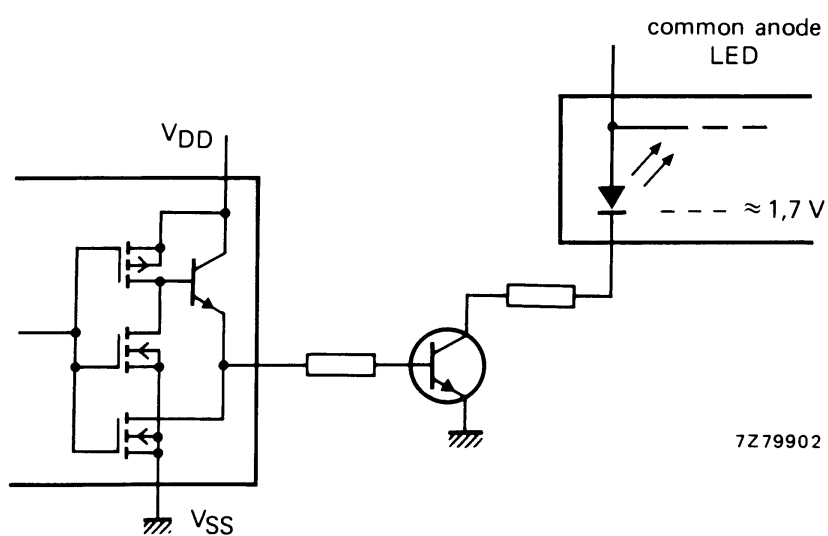 common anode
LED
VDD
≈ 1,7 V
7Z79902
VSS